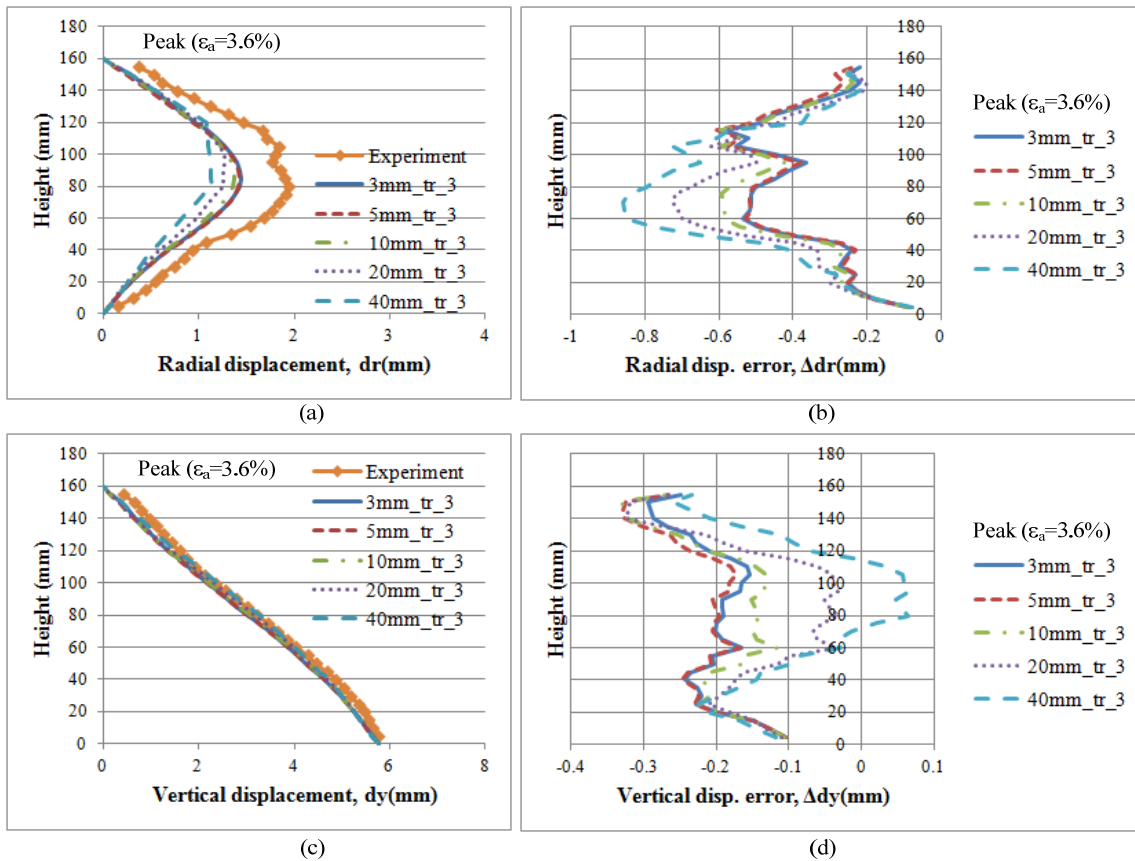 Peak (εa=3.6%)
Height (mm)
180
160
140
120
100
80
60
40
20
0
0 1 2 3 4
Radial displacement, dr(mm)
Experiment
3mm_tr_3
5mm_tr_3
10mm_tr_3
20mm_tr_3
40mm_tr_3
(a)
Height (mm)
180
160
140
120
100
80
60
40
20
0
-1 -0.8 -0.6 -0.4 -0.2 0
Radial disp. error, Δdr(mm)
Peak (εa=3.6%)
3mm_tr_3
5mm_tr_3
10mm_tr_3
20mm_tr_3
40mm_tr_3
(b)
Peak (εa=3.6%)
Height (mm)
180
160
140
120
100
80
60
40
20
0
0 2 4 6 8
Vertical displacement, dy(mm)
Experiment
3mm_tr_3
5mm_tr_3
10mm_tr_3
20mm_tr_3
40mm_tr_3
(c)
Height (mm)
180
160
140
120
100
80
60
40
20
0
-0.4 -0.3 -0.2 -0.1 0 0.1
Vertical disp. error, Δdy(mm)
Peak (εa=3.6%)
3mm_tr_3
5mm_tr_3
10mm_tr_3
20mm_tr_3
40mm_tr_3
(d)